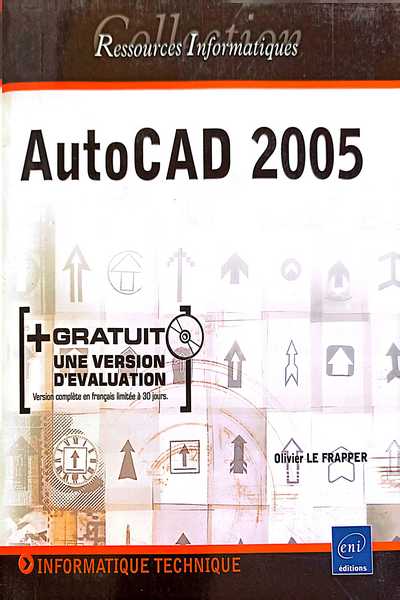 Collection
Ressources Informatiques
AutoCAD 2005
+GRATUIT
UNE VERSION
D'EVALUATION
Version complète en français limitée à 30 jours.
Olivier LE FRAPPER
eni
éditions
INFORMATIQUE TECHNIQUE